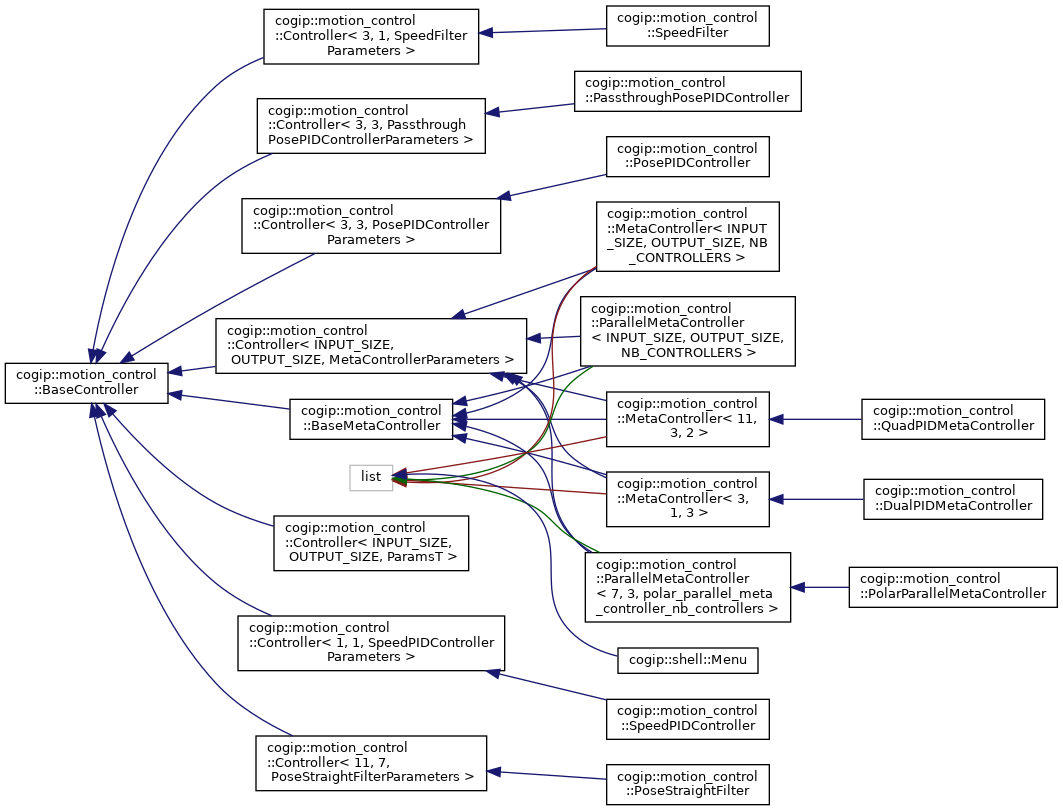 cogip::motion_control
::Controller< 3, 1, SpeedFilter
Parameters >
cogip::motion_control
::SpeedFilter
cogip::motion_control
::Controller< 3, 3, Passthrough
PosePIDControllerParameters >
cogip::motion_control
::PassthroughPosePIDController
cogip::motion_control
::Controller< 3, 3, PosePIDController
Parameters >
cogip::motion_control
::PosePIDController
cogip::motion_control
::MetaController< INPUT
_SIZE, OUTPUT_SIZE, NB
_CONTROLLERS >
cogip::motion_control
::Controller< INPUT_SIZE,
OUTPUT_SIZE, MetaControllerParameters >
cogip::motion_control
::ParallelMetaController
< INPUT_SIZE, OUTPUT_SIZE,
NB_CONTROLLERS >
cogip::motion_control
::BaseController
cogip::motion_control
::BaseMetaController
cogip::motion_control
::MetaController< 11,
3, 2 >
cogip::motion_control
::QuadPIDMetaController
list
cogip::motion_control
::MetaController< 3,
1, 3 >
cogip::motion_control
::DualPIDMetaController
cogip::motion_control
::Controller< INPUT_SIZE,
OUTPUT_SIZE, ParamsT >
cogip::motion_control
::ParallelMetaController
< 7, 3, polar_parallel_meta
_controller_nb_controllers >
cogip::motion_control
::PolarParallelMetaController
cogip::motion_control
::Controller< 1, 1, SpeedPIDController
Parameters >
cogip::shell::Menu
cogip::motion_control
::SpeedPIDController
cogip::motion_control
::Controller< 11, 7,
PoseStraightFilterParameters >
cogip::motion_control
::PoseStraightFilter